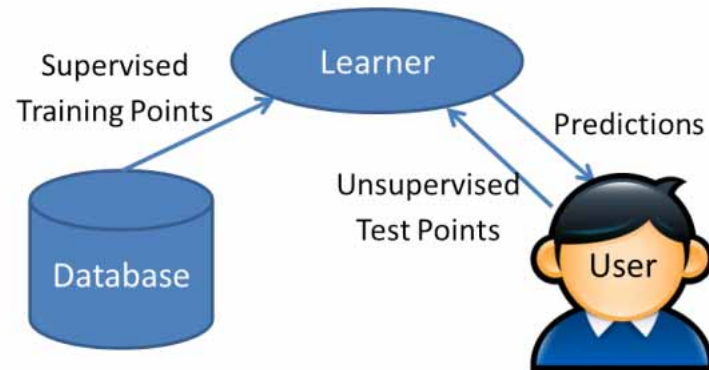 Learner
Supervised
Training Points
Predictions
Unsupervised
Test Points
Database
User